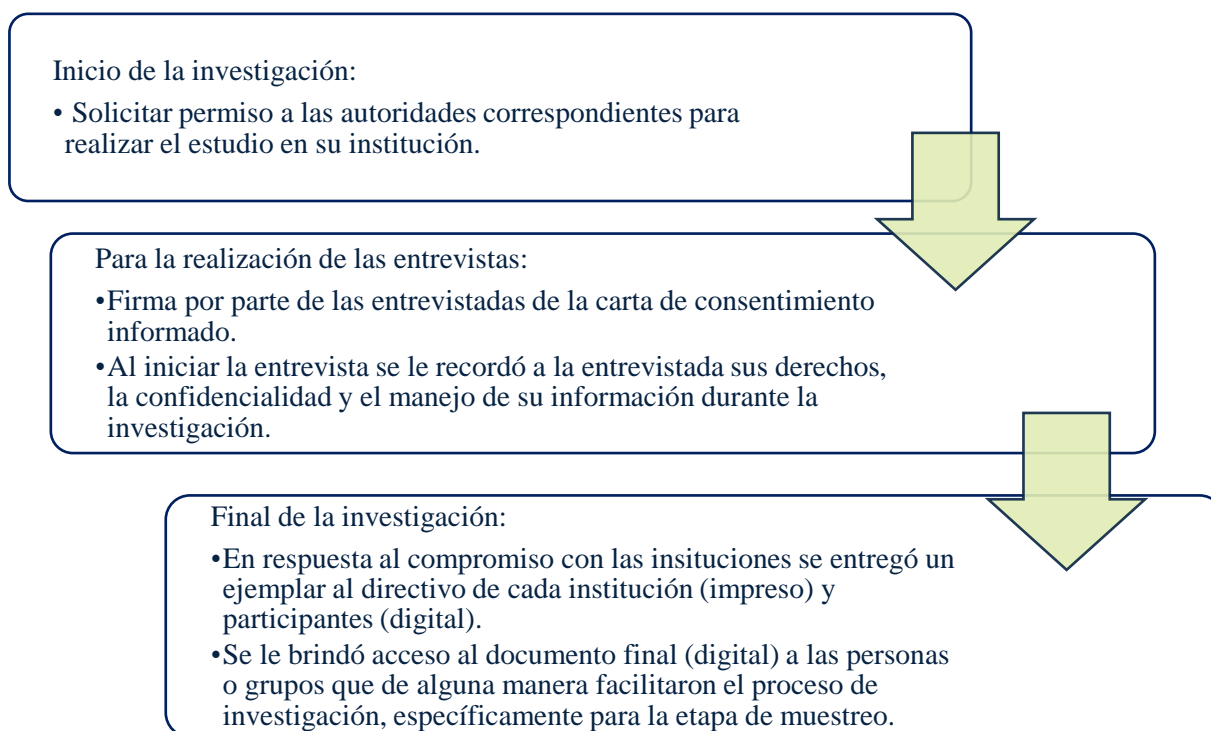 Inicio de la investigación:
• Solicitar permiso a las autoridades correspondientes para
realizar el estudio en su institución.
Para la realización de las entrevistas:
•Firma por parte de las entrevistadas de la carta de consentimiento
informado.
•Al iniciar la entrevista se le recordó a la entrevistada sus derechos,
la confidencialidad y el manejo de su información durante la
investigación.
Final de la investigación:
•En respuesta al compromiso con las insituciones se entregó un
ejemplar al directivo de cada institución (impreso) y
participantes (digital).
•Se le brindó acceso al documento final (digital) a las personas
o grupos que de alguna manera facilitaron el proceso de
investigación, específicamente para la etapa de muestreo.